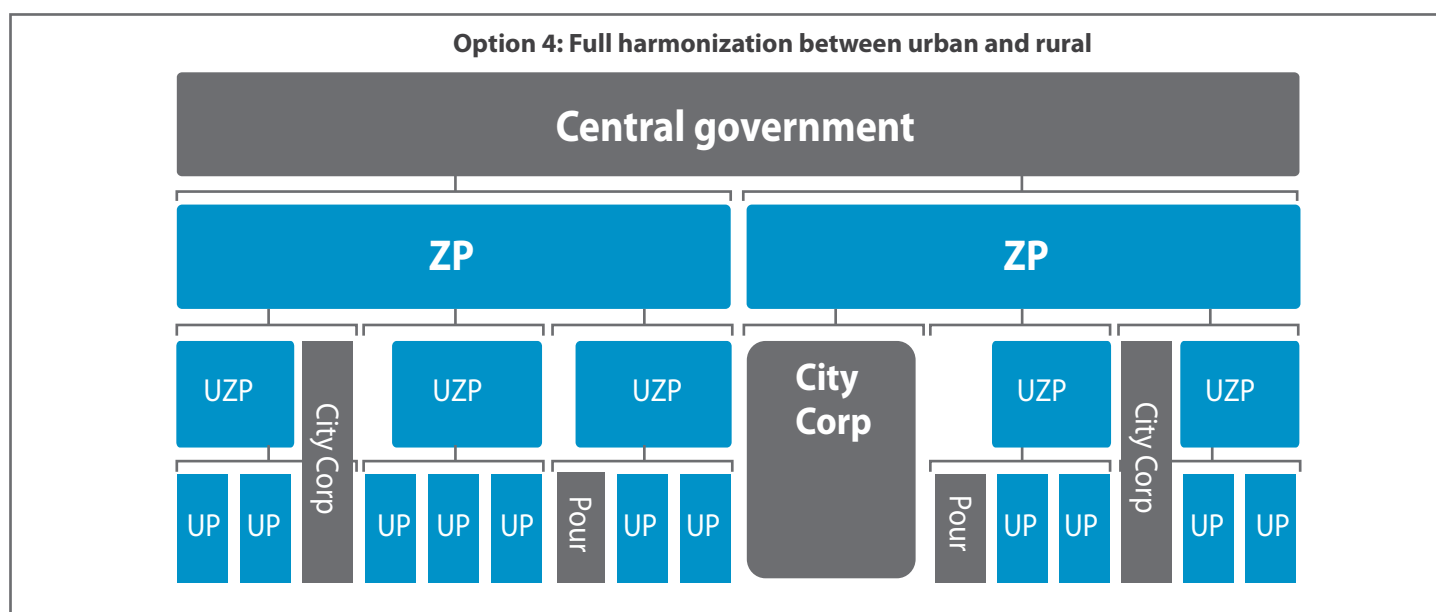 Option 4: Full harmonization between urban and rural
Central government
ZP
ZP
UZP
City Corp
UZP
UZP
City
Corp
UZP
City Corp
UZP
UP
UP
UP
UP
UP
Pour
UP
UP
Pour
UP
UP
UP
UP